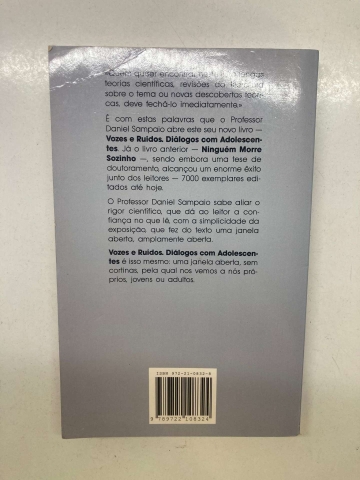 «Quem quiser encontrar
teorias científicas, revisões da literatura
sobre o tema ou novas descobertas teóri-
cas, deve fechá-lo imediatamente.»
É com estas palavras que o Professor
Daniel Sampaio abre este seu novo livro —
Vozes e Ruídos. Diálogos com Adolescen-
tes. Já o livro anterior — Ninguém Morre
Sozinho —, sendo embora uma tese de
doutoramento, alcançou um enorme êxito
junto dos leitores — 7000 exemplares edi-
tados até hoje.
O Professor Daniel Sampaio sabe aliar o
rigor científico, que dá ao leitor a con-
fiança no que lê, com a simplicidade da
exposição, que fez do texto uma janela
aberta, amplamente aberta.
Vozes e Ruídos. Diálogos com Adolescen-
tes é isso mesmo: uma janela aberta, sem
cortinas, pela qual nos vemos a nós pró-
prios, jovens ou adultos.